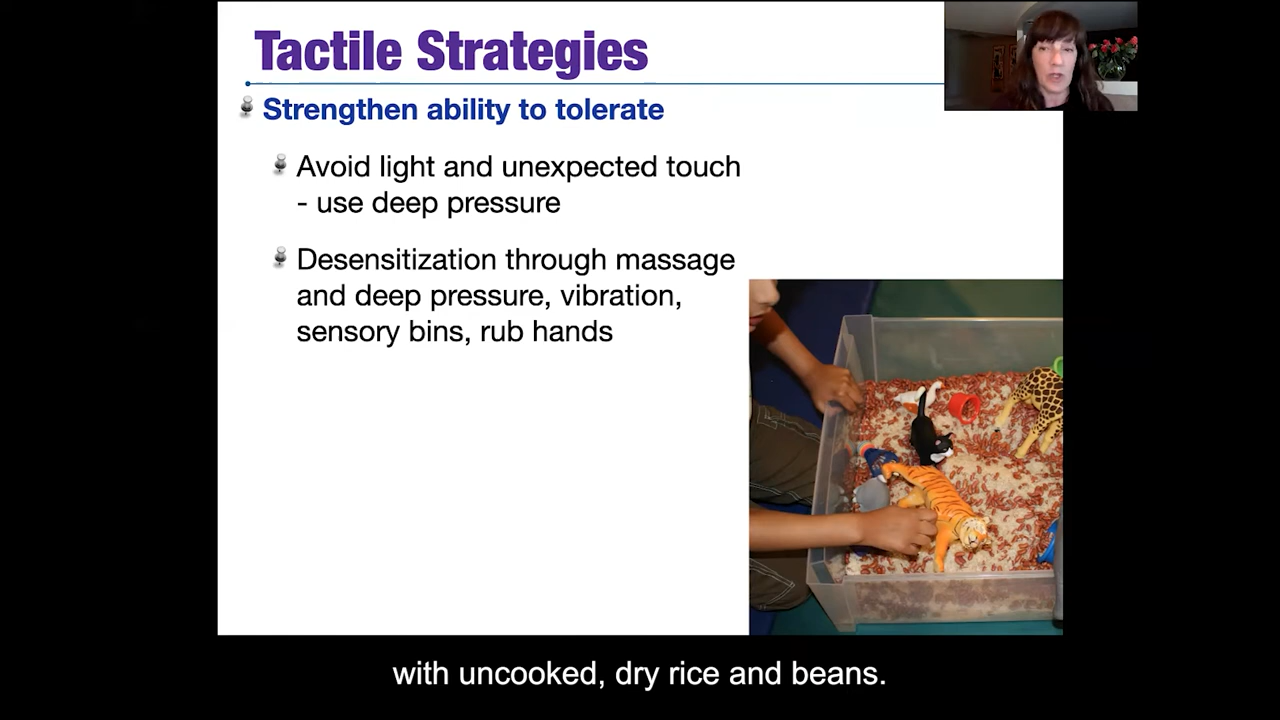 Tactile Strategies
Strengthen ability to tolerate
Avoid light and unexpected touch
- use deep pressure
Desensitization through massage
and deep pressure, vibration,
sensory bins, rub hands
with uncooked, dry rice and beans.